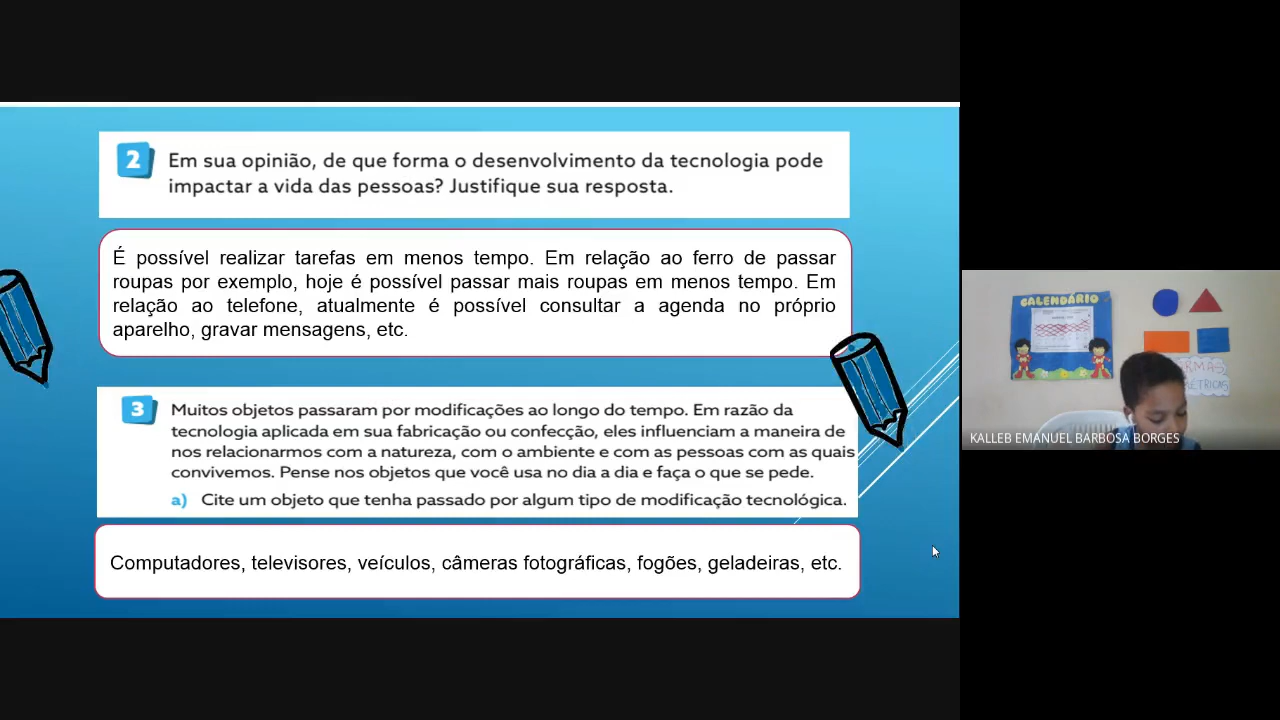 2
Em sua opinião, de que forma o desenvolvimento da tecnologia pode
impactar a vida das pessoas? Justifique sua resposta.
É possível realizar tarefas em menos tempo. Em relação ao ferro de passar
roupas por exemplo, hoje é possível passar mais roupas em menos tempo. Em
relação ao telefone, atualmente é possível consultar a agenda no próprio
aparelho, gravar mensagens, etc.
3
Muitos objetos passaram por modificações ao longo do tempo. Em razão da
tecnologia aplicada em sua fabricação ou confecção, eles influenciam a maneira de
nos relacionarmos com a natureza, com o ambiente e com as pessoas com as quais
convivemos. Pense nos objetos que você usa no dia a dia e faça o que se pede.
a) Cite um objeto que tenha passado por algum tipo de modificação tecnológica.
Computadores, televisores, veículos, câmeras fotográficas, fogões, geladeiras, etc.
CALENDÁRIO
KALLEB EMANUEL BARBOSA BORGES